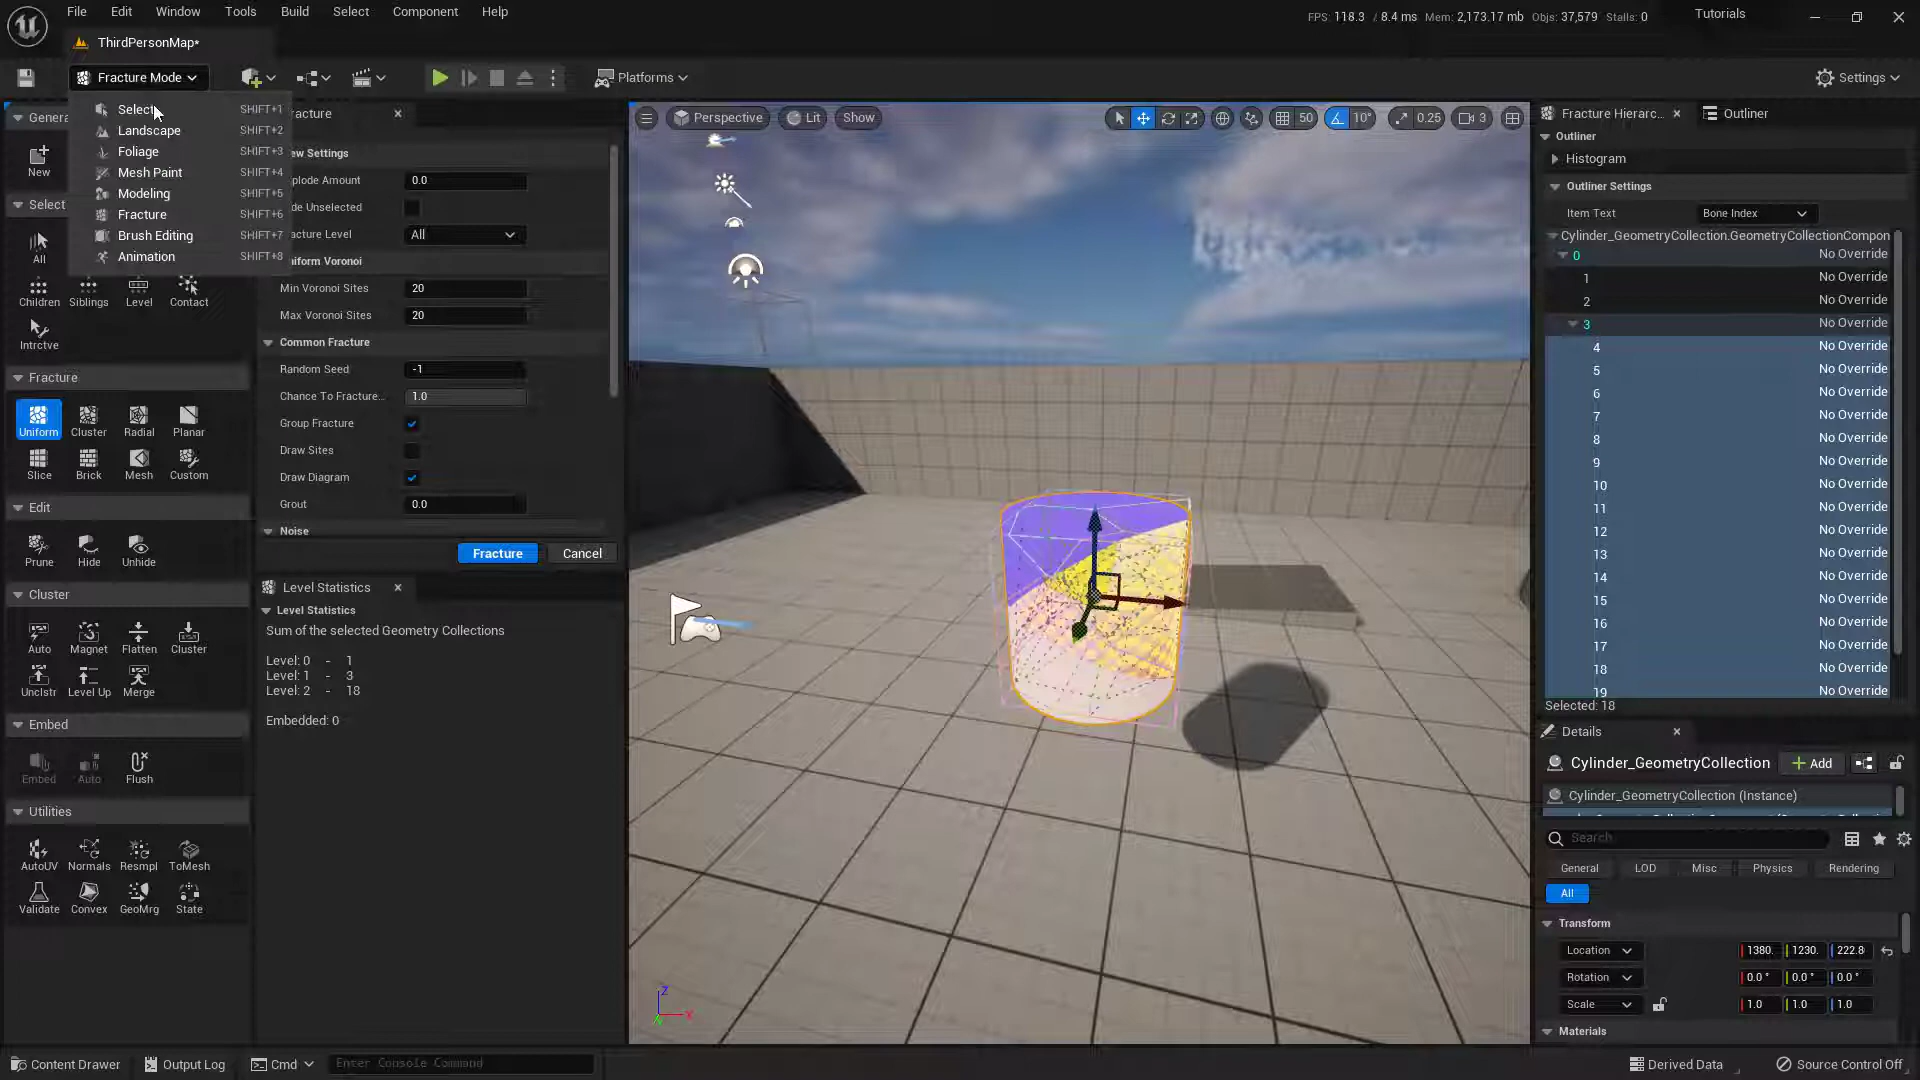 File Edit Window Tools Build Select Component Help
FPS: 118.3 / 8.4 ms Mem: 2,173.17 mb Objs: 37,579 Stalls: 0
Tutorials
ThirdPersonMap*
Fracture Mode
Platforms
Settings
Select SHIFT+1
Landscape SHIFT+2
Foliage SHIFT+3
Mesh Paint SHIFT+4
Modeling SHIFT+5
Fracture SHIFT+6
Brush Editing SHIFT+7
Animation SHIFT+8
Genera
New
Select
All
Children Siblings Level Contact
Intrctve
Fracture
Uniform Cluster Radial Planar
Slice Brick Mesh Custom
Edit
Prune Hide Unhide
Cluster
Auto Magnet Flatten Cluster
Unclstr Level Up Merge
Embed
Embed Auto Flush
Utilities
AutoUV Normals Resmpl ToMesh
Validate Convex GeoMrg State
acture
ew Settings
plode Amount 0.0
de Unselected
acture Level All
niform Voronoi
Min Voronoi Sites 20
Max Voronoi Sites 20
Common Fracture
Random Seed -1
Chance To Fracture... 1.0
Group Fracture
Draw Sites
Draw Diagram
Grout 0.0
Noise
Fracture Cancel
Level Statistics
Level Statistics
Sum of the selected Geometry Collections
Level: 0 - 1
Level: 1 - 3
Level: 2 - 18
Embedded: 0
Perspective Lit Show
50 10° 0.25 3
Z
X
Fracture Hierarc... Outliner
Outliner
Histogram
Outliner Settings
Item Text Bone Index
Cylinder_GeometryCollection.GeometryCollectionCompon
0 No Override
1 No Override
2 No Override
3 No Override
4 No Override
5 No Override
6 No Override
7 No Override
8 No Override
9 No Override
10 No Override
11 No Override
12 No Override
13 No Override
14 No Override
15 No Override
16 No Override
17 No Override
18 No Override
19 No Override
Selected: 18
Details
Cylinder_GeometryCollection Add
Cylinder_GeometryCollection (Instance)
Search
General LOD Misc Physics Rendering
All
Transform
Location 1380. 1230. 222.8
Rotation 0.0 ° 0.0 ° 0.0 °
Scale 1.0 1.0 1.0
Materials
Content Drawer Output Log Cmd Enter Console Command
Derived Data Source Control Off